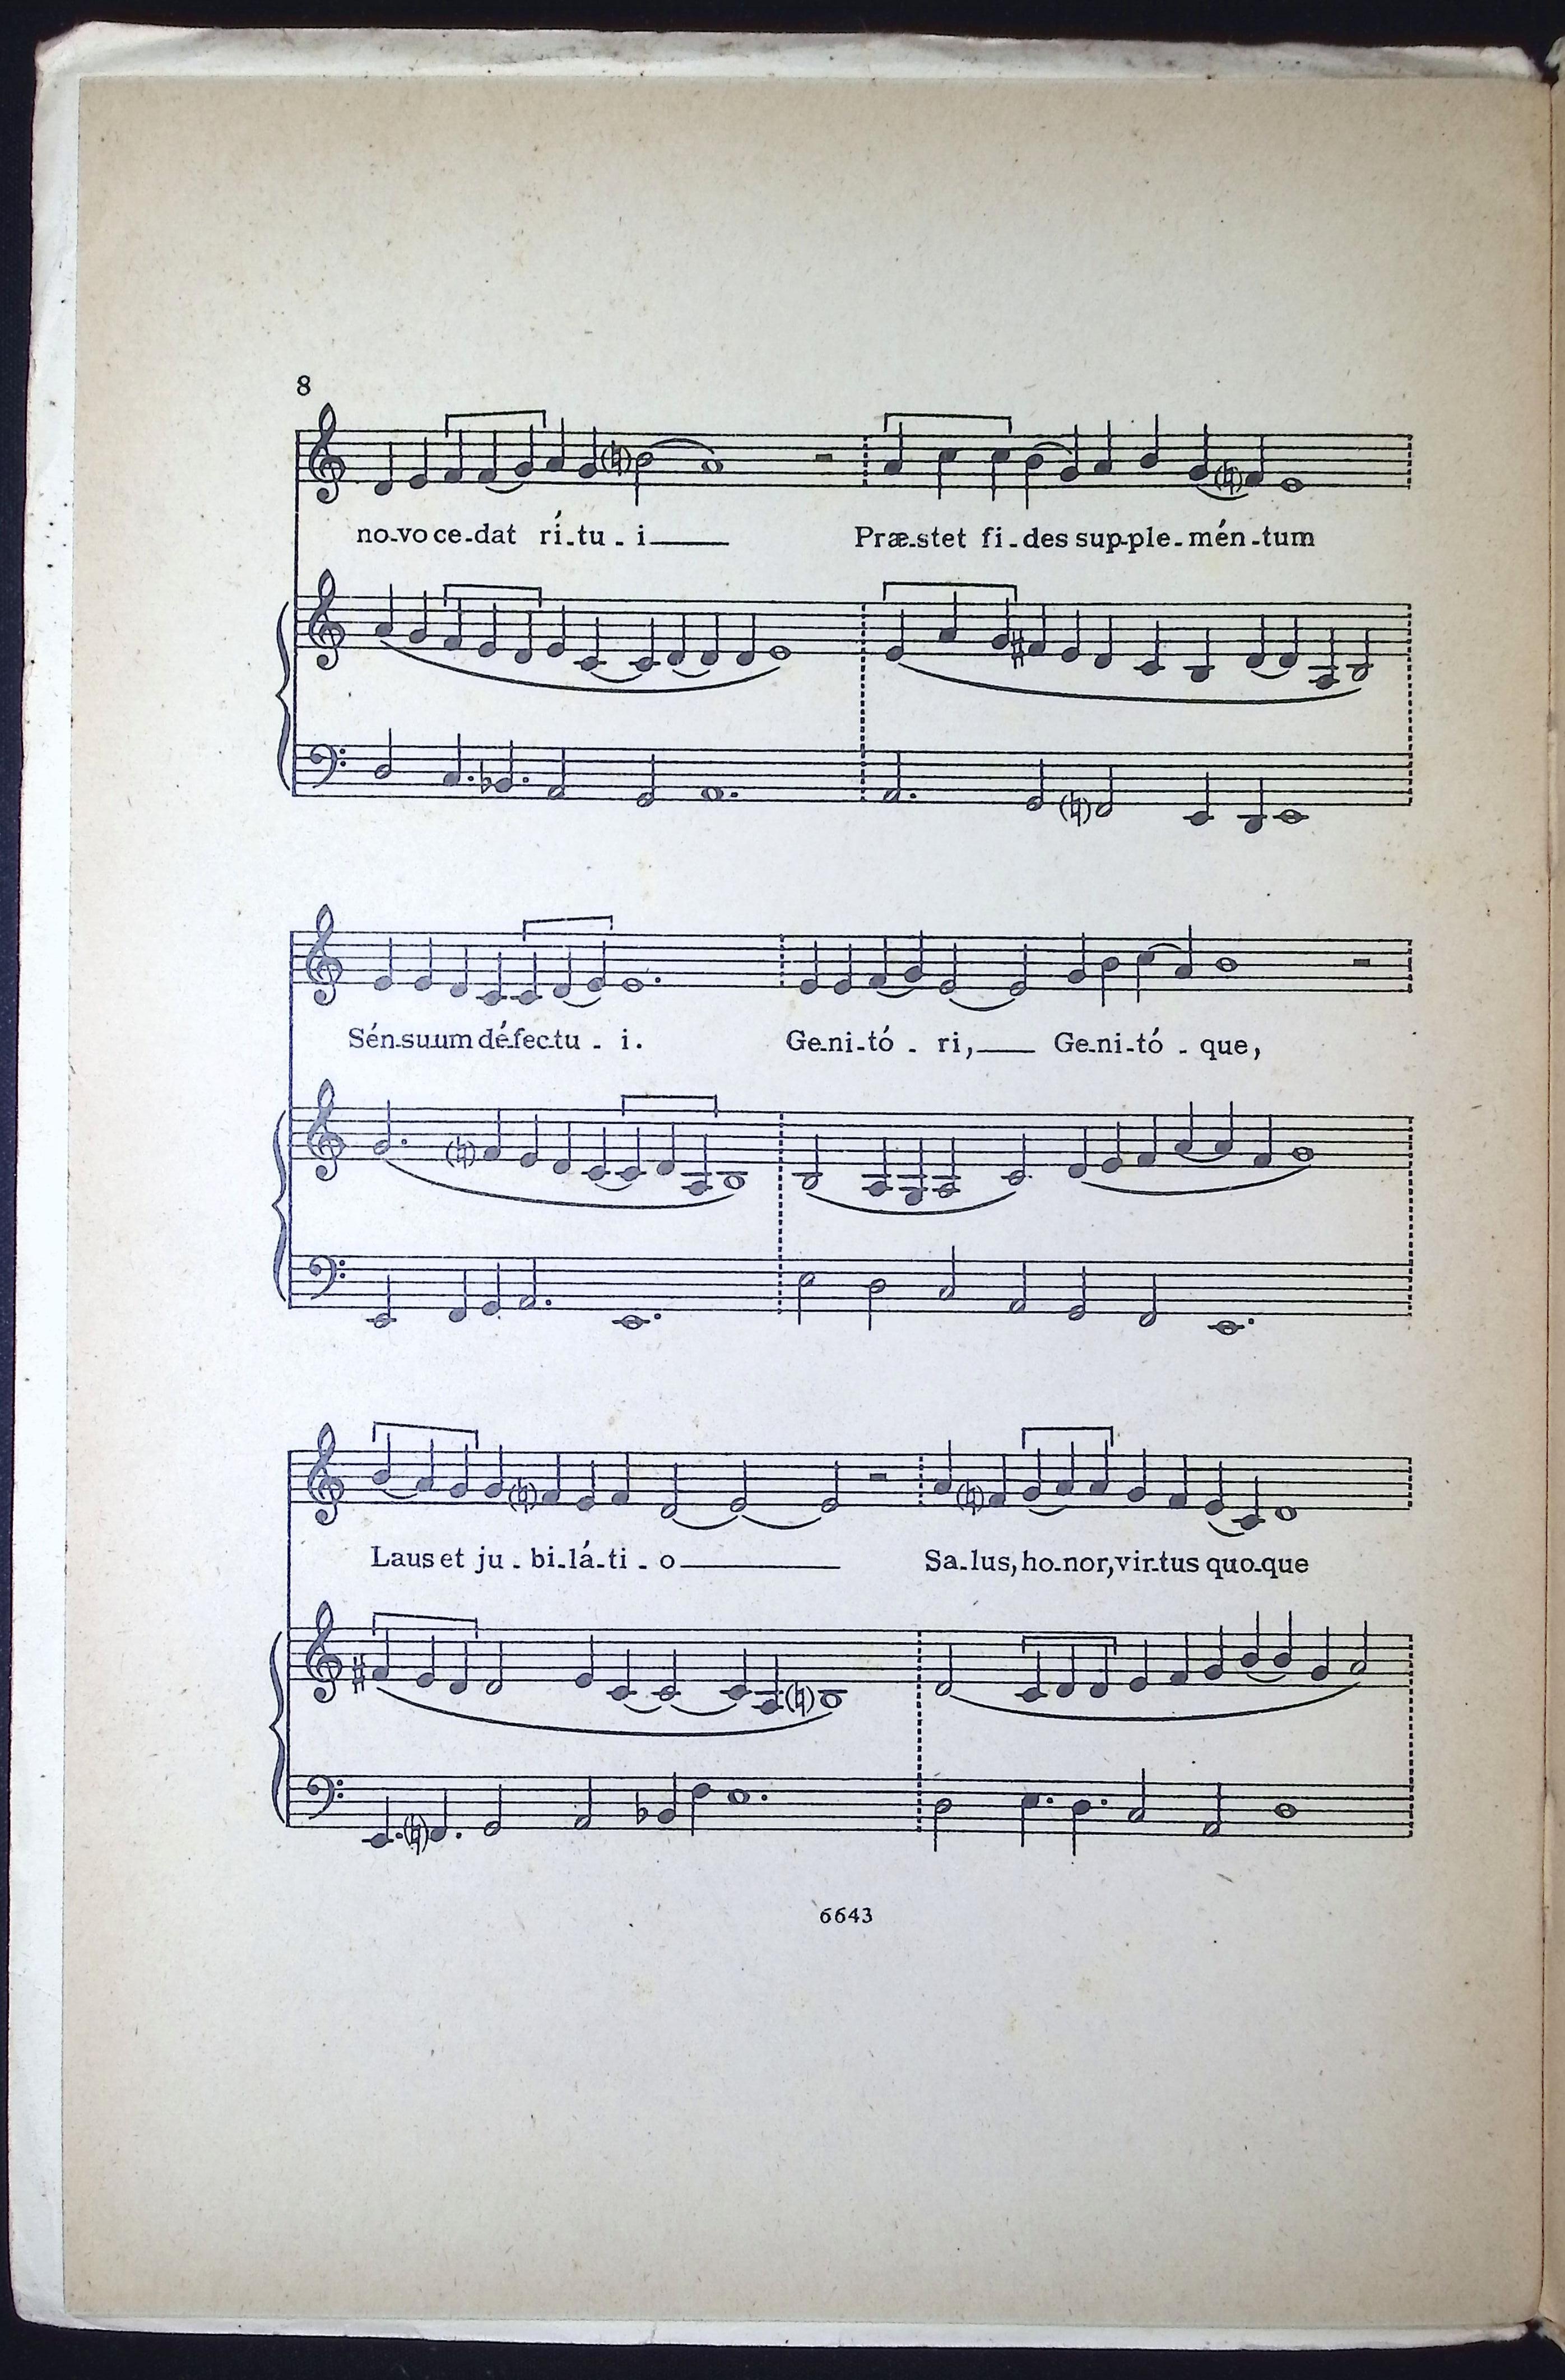 8
no-vo ce-dat rí-tu - i Præ-stet fi-des sup-ple-mén-tum
Sén-su-um dé-fec-tu - i. Ge-ni-tó - ri, Ge-ni-tó - que,
Laus et ju - bi-lá-ti - o Sa-lus, ho-nor, vir-tus quo-que
6643